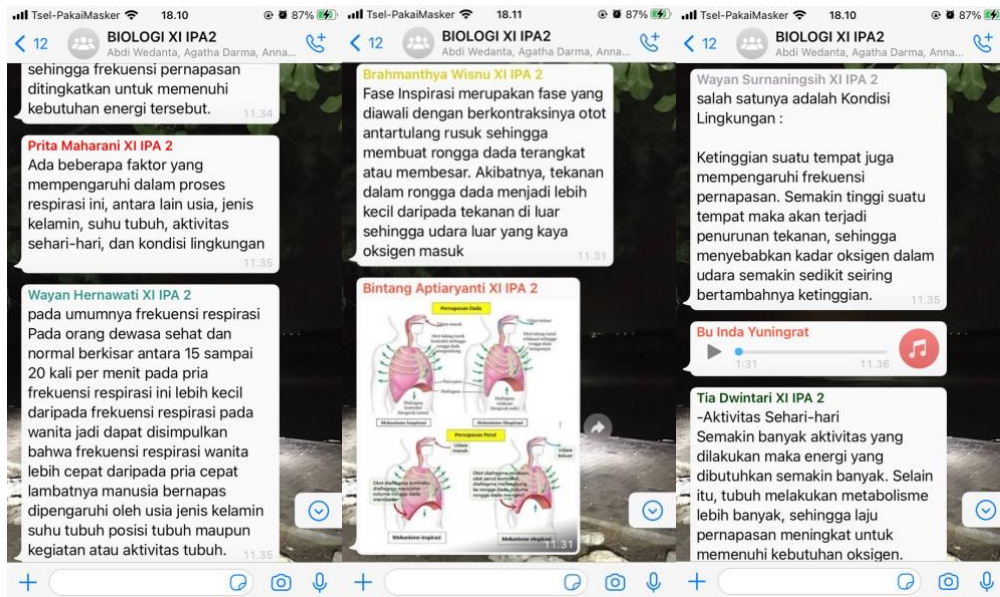 Tsel-PakaiMasker 18.10 87%
12 BIOLOGI XI IPA2
Abdi Wedanta, Agatha Darma, Anna...
sehingga frekuensi pernapasan
ditingkatkan untuk memenuhi
kebutuhan energi tersebut.
11.34
Prita Maharani XI IPA 2
Ada beberapa faktor yang
mempengaruhi dalam proses
respirasi ini, antara lain usia, jenis
kelamin, suhu tubuh, aktivitas
sehari-hari, dan kondisi lingkungan
11.35
Wayan Hernawati XI IPA 2
pada umumnya frekuensi respirasi
Pada orang dewasa sehat dan
normal berkisar antara 15 sampai
20 kali per menit pada pria
frekuensi respirasi ini lebih kecil
daripada frekuensi respirasi pada
wanita jadi dapat disimpulkan
bahwa frekuensi respirasi wanita
lebih cepat daripada pria cepat
lambatnya manusia bernapas
dipengaruhi oleh usia jenis kelamin
suhu tubuh posisi tubuh maupun
kegiatan atau aktivitas tubuh.
11.35
Tsel-PakaiMasker 18.11 87%
12 BIOLOGI XI IPA2
Abdi Wedanta, Agatha Darma, Anna...
Brahmanthya Wisnu XI IPA 2
Fase Inspirasi merupakan fase yang
diawali dengan berkontraksinya otot
antartulang rusuk sehingga
membuat rongga dada terangkat
atau membesar. Akibatnya, tekanan
dalam rongga dada menjadi lebih
kecil daripada tekanan di luar
sehingga udara luar yang kaya
oksigen masuk
11.31
Bintang Aptiaryanti XI IPA 2
Pernapasan Dada
Udara masuk
Mekanisme Inspirasi
Mekanisme Ekspirasi
Pernapasan Perut
Udara
masuk
Udara
keluar
Mekanisme inspirasi
Mekanisme ekspirasi
11.31
Tsel-PakaiMasker 18.10 87%
12 BIOLOGI XI IPA2
Abdi Wedanta, Agatha Darma, Anna...
Wayan Surnaningsih XI IPA 2
salah satunya adalah Kondisi
Lingkungan :
Ketinggian suatu tempat juga
mempengaruhi frekuensi
pernapasan. Semakin tinggi suatu
tempat maka akan terjadi
penurunan tekanan, sehingga
menyebabkan kadar oksigen dalam
udara semakin sedikit seiring
bertambahnya ketinggian.
11.35
Bu Inda Yuningrat
1:31 11.36
Tia Dwintari XI IPA 2
-Aktivitas Sehari-hari
Semakin banyak aktivitas yang
dilakukan maka energi yang
dibutuhkan semakin banyak. Selain
itu, tubuh melakukan metabolisme
lebih banyak, sehingga laju
pernapasan meningkat untuk
memenuhi kebutuhan oksigen.